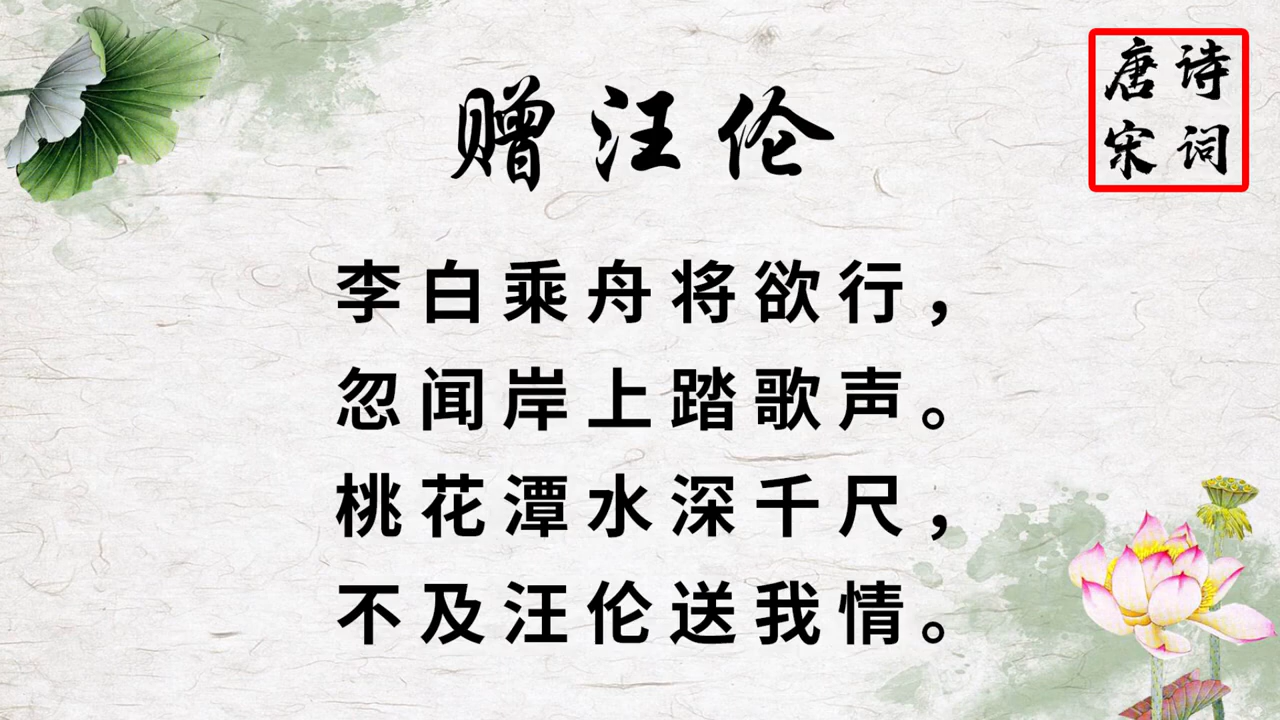 赠汪伦
唐诗
宋词
李白乘舟将欲行，
忽闻岸上踏歌声。
桃花潭水深千尺，
不及汪伦送我情。